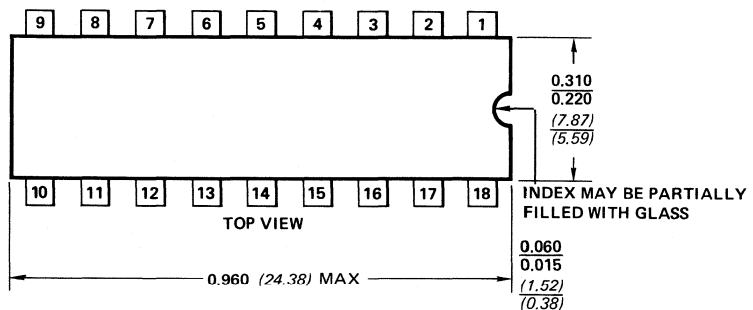 9 8 7 6 5 4 3 2 1
0.310
0.220
(7.87)
(5.59)
10 11 12 13 14 15 16 17 18
INDEX MAY BE PARTIALLY
FILLED WITH GLASS
TOP VIEW
0.060
0.015
(1.52)
(0.38)
0.960 (24.38) MAX